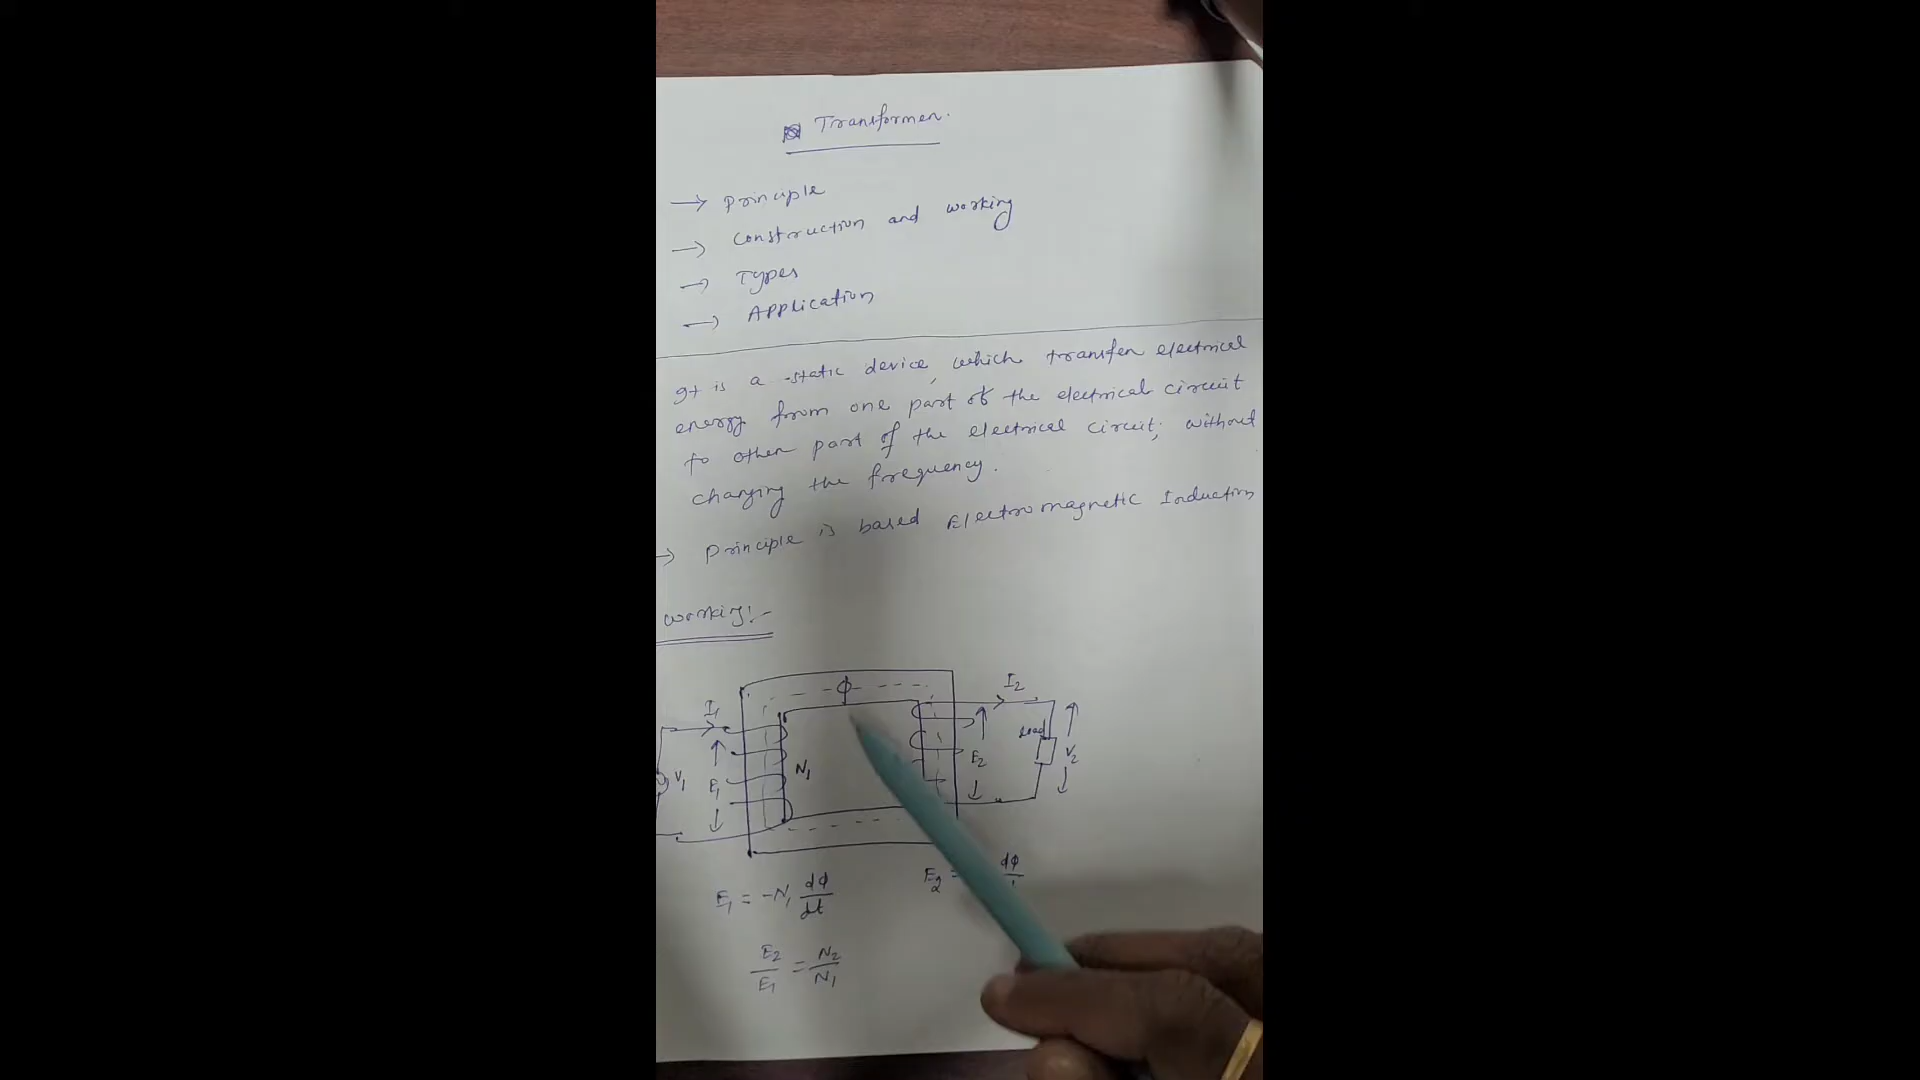 Transformer.
→ Principle
→ Construction and working
→ Types
→ Application
It is a static device, which transfer electrical
energy from one part of the electrical circuit
to other part of the electrical circuit, without
changing the frequency.
→ Principle is based Electromagnetic Induction
Working:-
ϕ
I₁
I₂
V₁
E₁
N₁
E₂
Load
V₂
E₁ = -N₁ dϕ/dt
E₂ = dϕ
E₂/E₁ = N₂/N₁